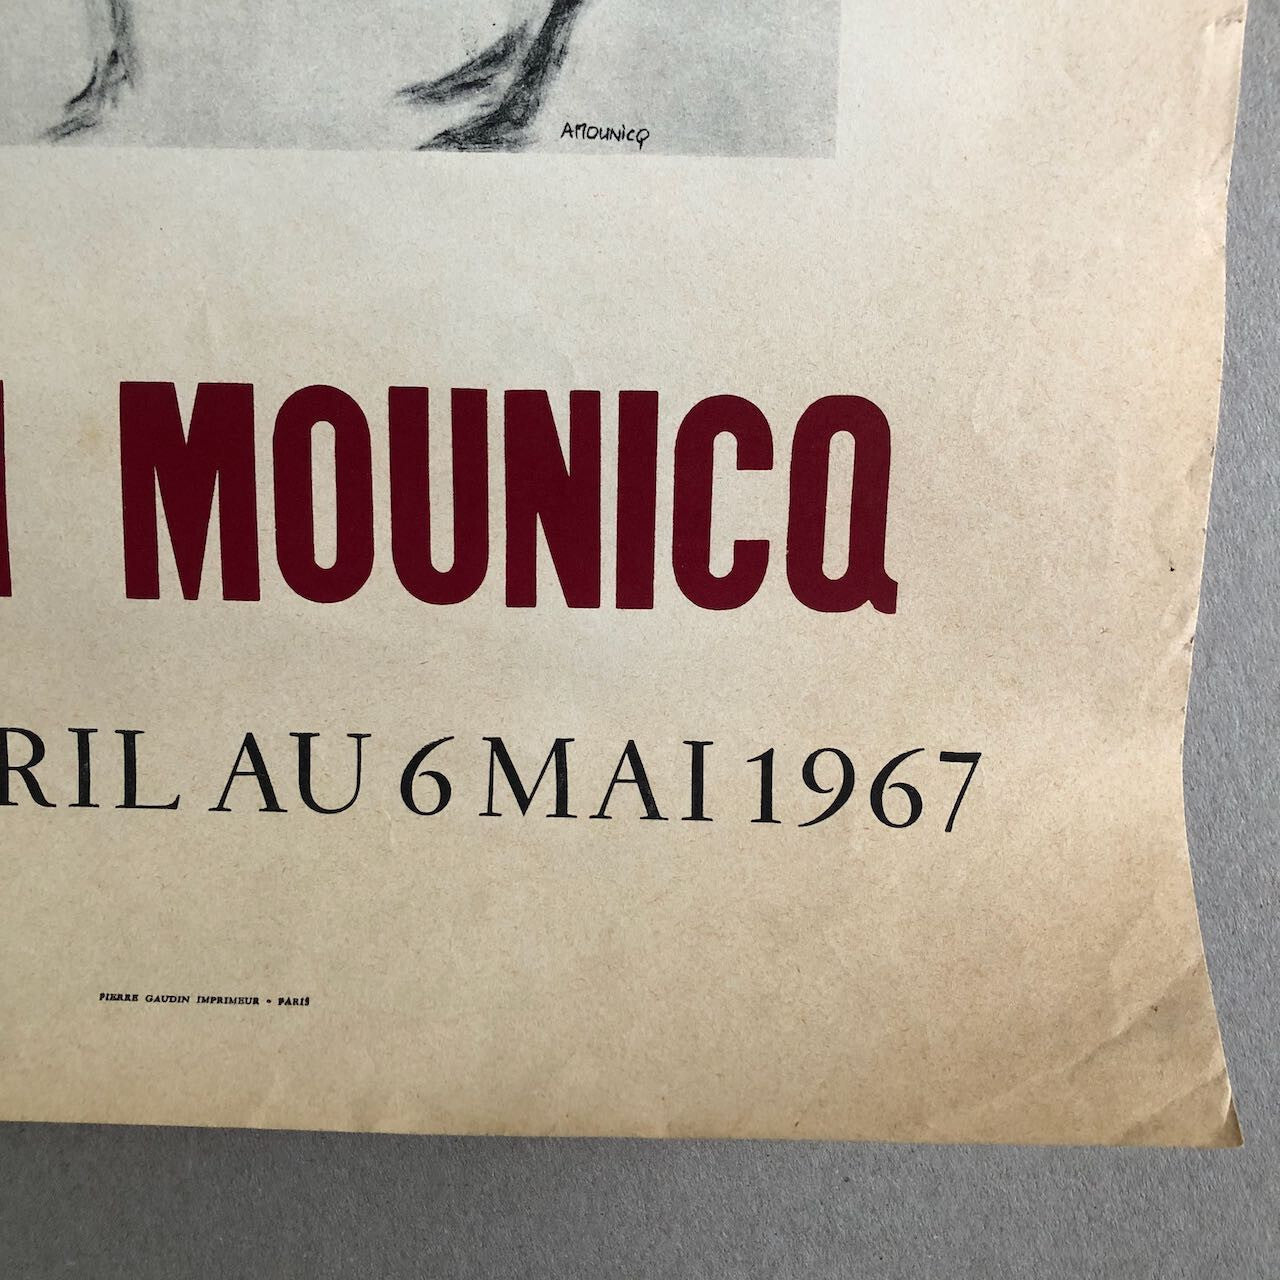 AMOUNICQ
MOUNICQ
RIL AU 6 MAI 1967
PIERRE GAUDIN IMPRIMEUR - PARIS